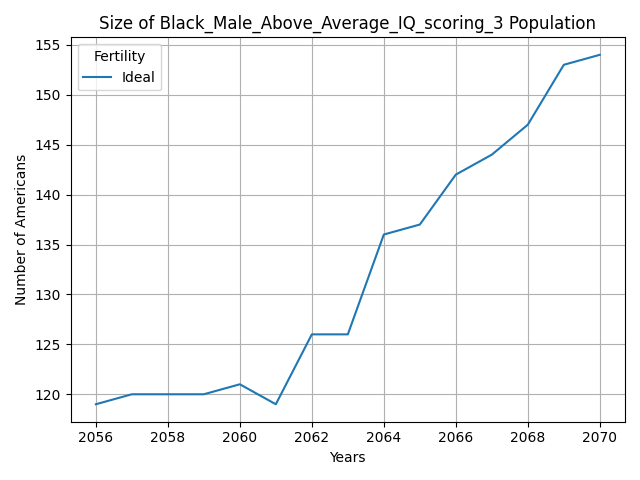 Size of Black_Male_Above_Average_IQ_scoring_3 Population
Fertility
Ideal
Number of Americans
155
150
145
140
135
130
125
120
2056 2058 2060 2062 2064 2066 2068 2070
Years